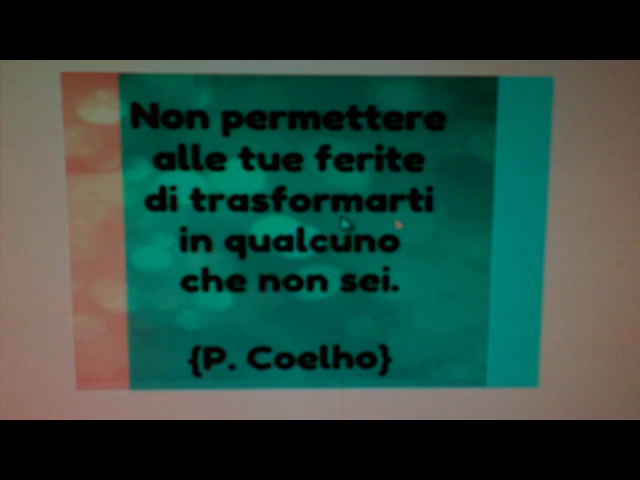 Non permettere
alle tue ferite
di trasformarti
in qualcuno
che non sei.
{P. Coelho}